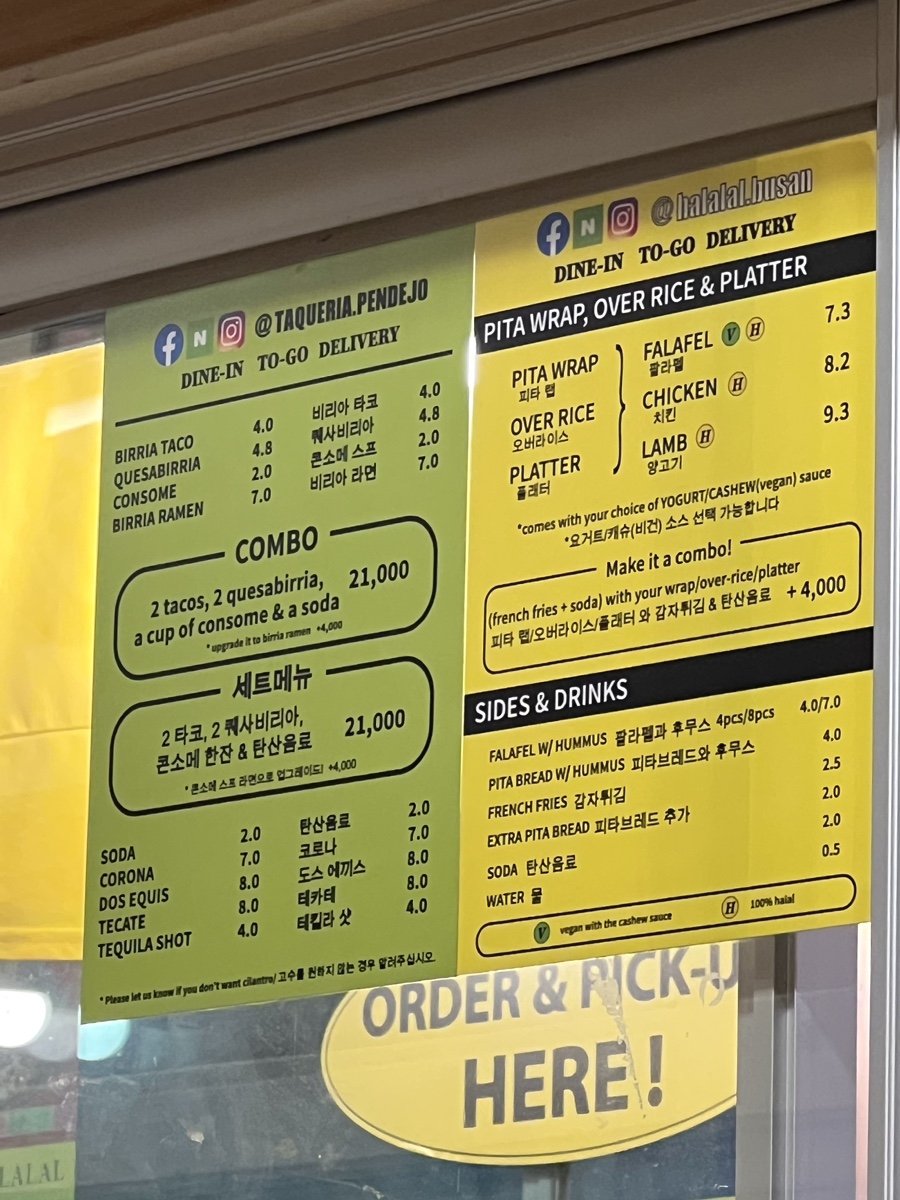 @TAQUERIA.PENDEJO
DINE-IN TO-GO DELIVERY
BIRRIA TACO 4.0 비리아 타코 4.0
QUESABIRRIA 4.8 퀘사비리아 4.8
CONSOME 2.0 콘소메 스프 2.0
BIRRIA RAMEN 7.0 비리아 라면 7.0
COMBO
2 tacos, 2 quesabirria,
a cup of consome & a soda 21,000
* upgrade it to birria ramen +4,000
세트메뉴
2 타코, 2 퀘사비리아,
콘소메 한잔 & 탄산음료 21,000
* 콘소메 스프 라면으로 업그레이드! +4,000
SODA 2.0 탄산음료 2.0
CORONA 7.0 코로나 7.0
DOS EQUIS 8.0 도스 에끼스 8.0
TECATE 8.0 테카테 8.0
TEQUILA SHOT 4.0 테킬라 샷 4.0
* Please let us know if you don't want cilantro/ 고수를 원하지 않는 경우 알려주십시오.
N @halalal.busan
DINE-IN TO-GO DELIVERY
PITA WRAP, OVER RICE & PLATTER
PITA WRAP
피타 랩
OVER RICE
오버라이스
PLATTER
플래터
FALAFEL V H 7.3
팔라펠
CHICKEN H 8.2
치킨
LAMB H 9.3
양고기
*comes with your choice of YOGURT/CASHEW(vegan) sauce
*요거트/캐슈(비건) 소스 선택 가능합니다
Make it a combo!
(french fries + soda) with your wrap/over-rice/platter
피타 랩/오버라이스/플래터 와 감자튀김 & 탄산음료 + 4,000
SIDES & DRINKS
FALAFEL W/ HUMMUS 팔라펠과 후무스 4pcs/8pcs 4.0/7.0
PITA BREAD W/ HUMMUS 피타브레드와 후무스 4.0
FRENCH FRIES 감자튀김 2.5
EXTRA PITA BREAD 피타브레드 추가 2.0
SODA 탄산음료 2.0
WATER 물 0.5
V vegan with the cashew sauce H 100% halal
ORDER & PICK-U
HERE !
LALAL